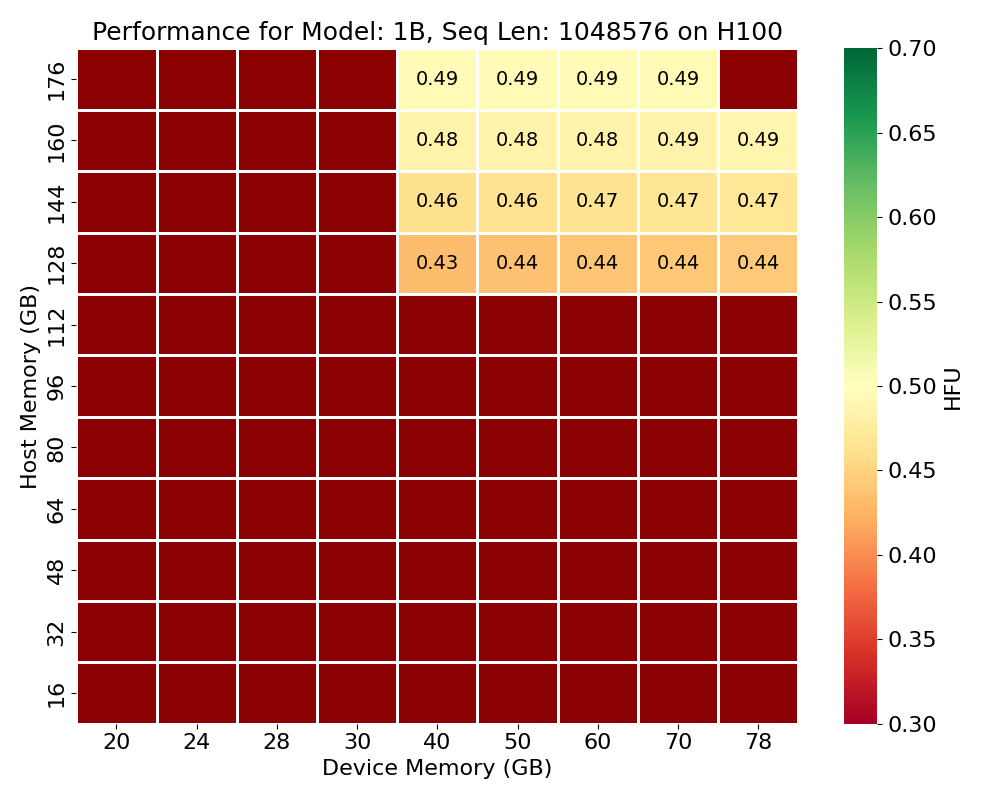 Performance for Model: 1B, Seq Len: 1048576 on H100
176 0.49 0.49 0.49 0.49
160 0.48 0.48 0.48 0.49 0.49
144 0.46 0.46 0.47 0.47 0.47
128 0.43 0.44 0.44 0.44 0.44
112
96
80
64
48
32
16
Host Memory (GB)
20 24 28 30 40 50 60 70 78
Device Memory (GB)
0.70
0.65
0.60
0.55
0.50
0.45
0.40
0.35
0.30
HFU